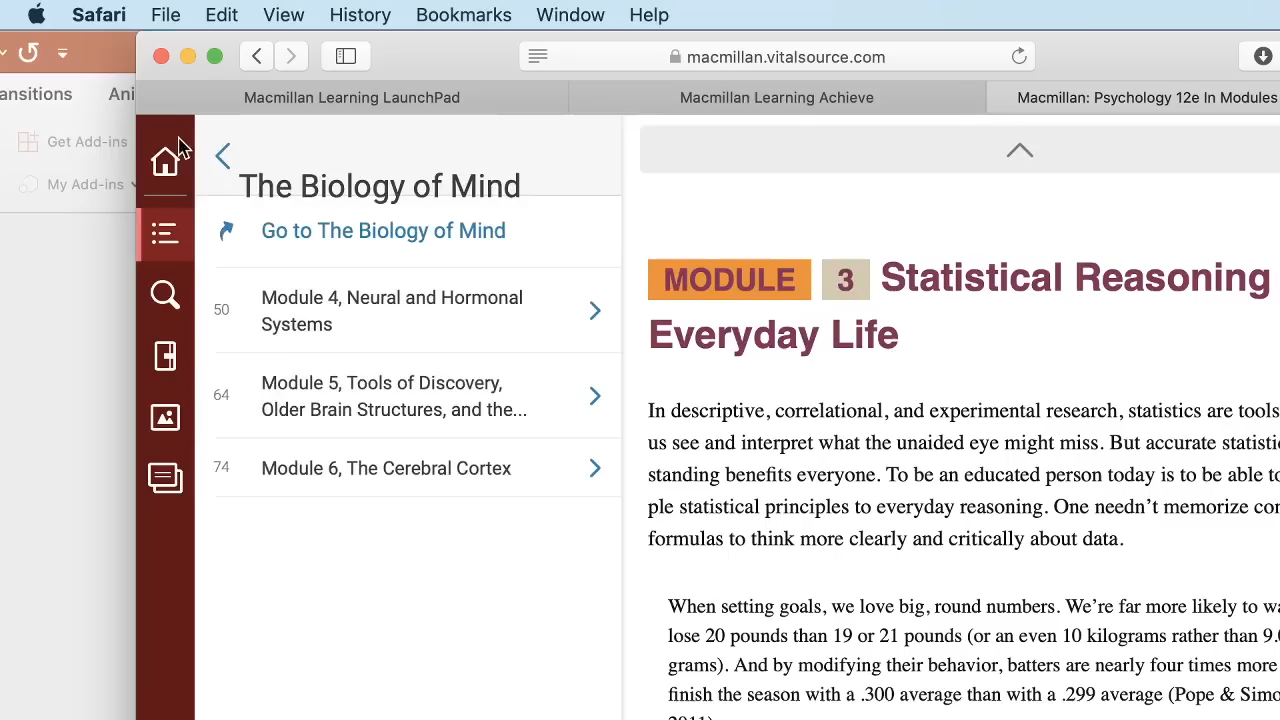 Safari File Edit View History Bookmarks Window Help
macmillan.vitalsource.com
ansitions Ani
Macmillan Learning LaunchPad Macmillan Learning Achieve Macmillan: Psychology 12e In Modules
Get Add-ins
My Add-ins
The Biology of Mind
Go to The Biology of Mind
50 Module 4, Neural and Hormonal
Systems
64 Module 5, Tools of Discovery,
Older Brain Structures, and the...
74 Module 6, The Cerebral Cortex
MODULE 3 Statistical Reasoning
Everyday Life
In descriptive, correlational, and experimental research, statistics are tools
us see and interpret what the unaided eye might miss. But accurate statisti
standing benefits everyone. To be an educated person today is to be able to
ple statistical principles to everyday reasoning. One needn’t memorize co
formulas to think more clearly and critically about data.
When setting goals, we love big, round numbers. We’re far more likely to wa
lose 20 pounds than 19 or 21 pounds (or an even 10 kilograms rather than 9.
grams). And by modifying their behavior, batters are nearly four times more
finish the season with a .300 average than with a .299 average (Pope & Simo
2011).